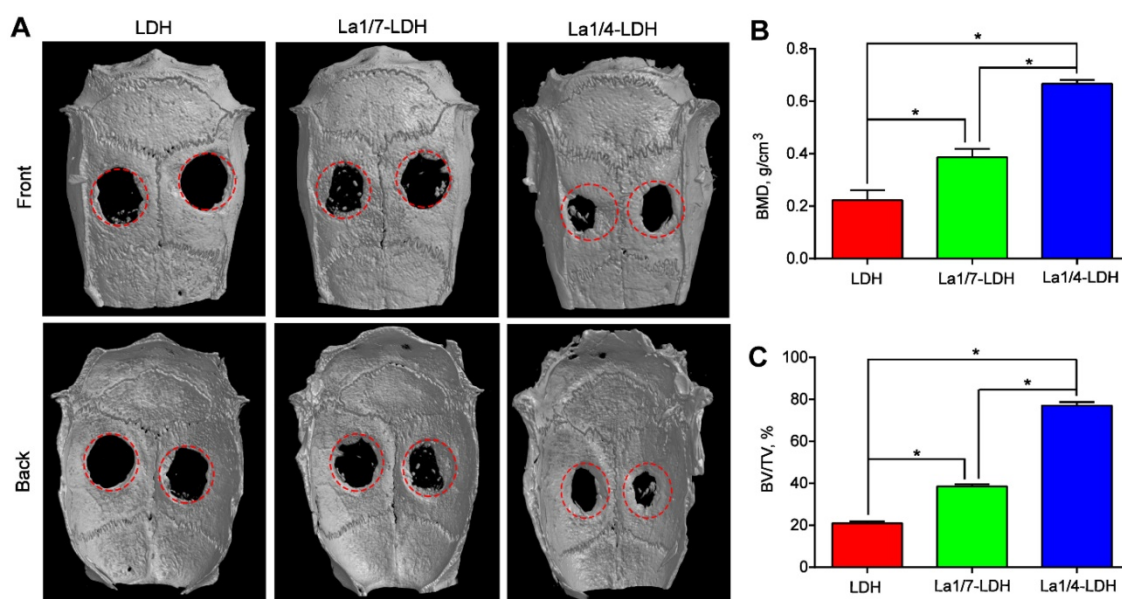 A
LDH
La1/7-LDH
La1/4-LDH
Front
Back
B
BMD, g/cm³
0.8
0.6
0.4
0.2
0.0
*
*
*
LDH
La1/7-LDH
La1/4-LDH
C
BV/TV, %
100
80
60
40
20
0
*
*
*
LDH
La1/7-LDH
La1/4-LDH